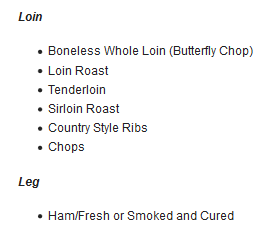 Loin
• Boneless Whole Loin (Butterfly Chop)
• Loin Roast
• Tenderloin
• Sirloin Roast
• Country Style Ribs
• Chops
Leg
• Ham/Fresh or Smoked and Cured